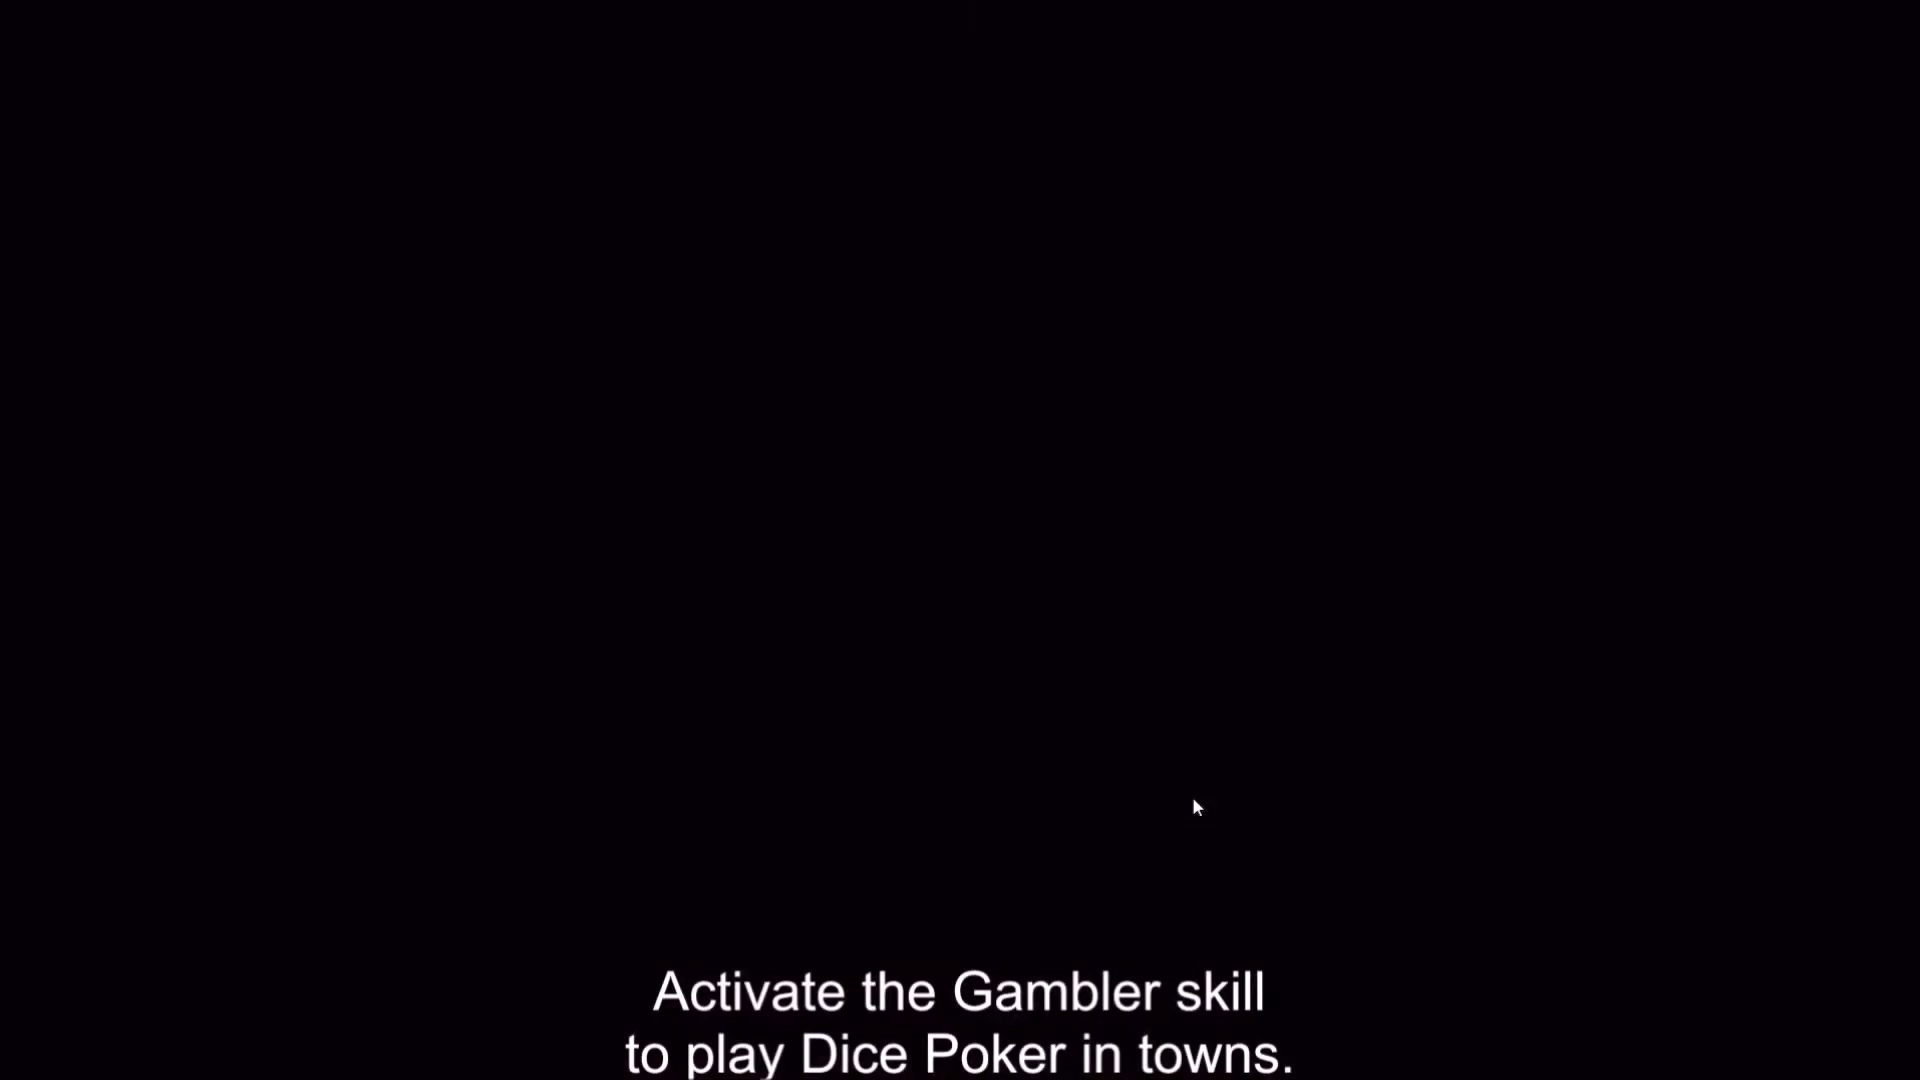 Activate the Gambler skill
to play Dice Poker in towns.